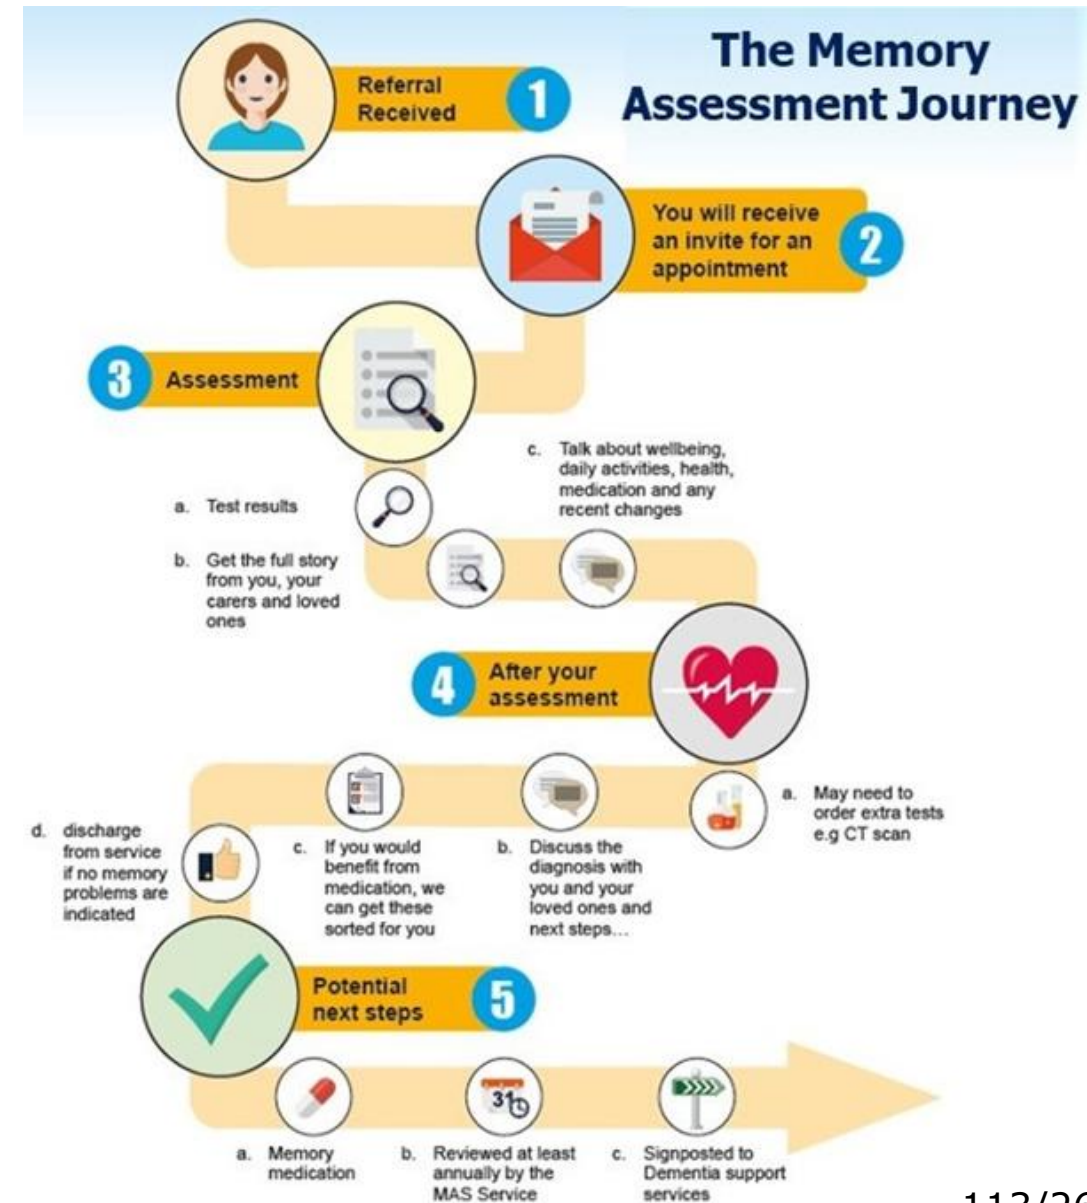 The Memory
Assessment Journey
Referral
Received
1
You will receive
an invite for an
appointment
2
3
Assessment
a. Test results
b. Get the full story
from you, your
carers and loved
ones
c. Talk about wellbeing,
daily activities, health,
medication and any
recent changes
4
After your
assessment
a. May need to
order extra tests
e.g CT scan
b. Discuss the
diagnosis with
you and your
loved ones and
next steps...
c. If you would
benefit from
medication, we
can get these
sorted for you
d. discharge
from service
if no memory
problems are
indicated
Potential
next steps
5
a. Memory
medication
31
b. Reviewed at least
annually by the
MAS Service
c. Signposted to
Dementia support
services